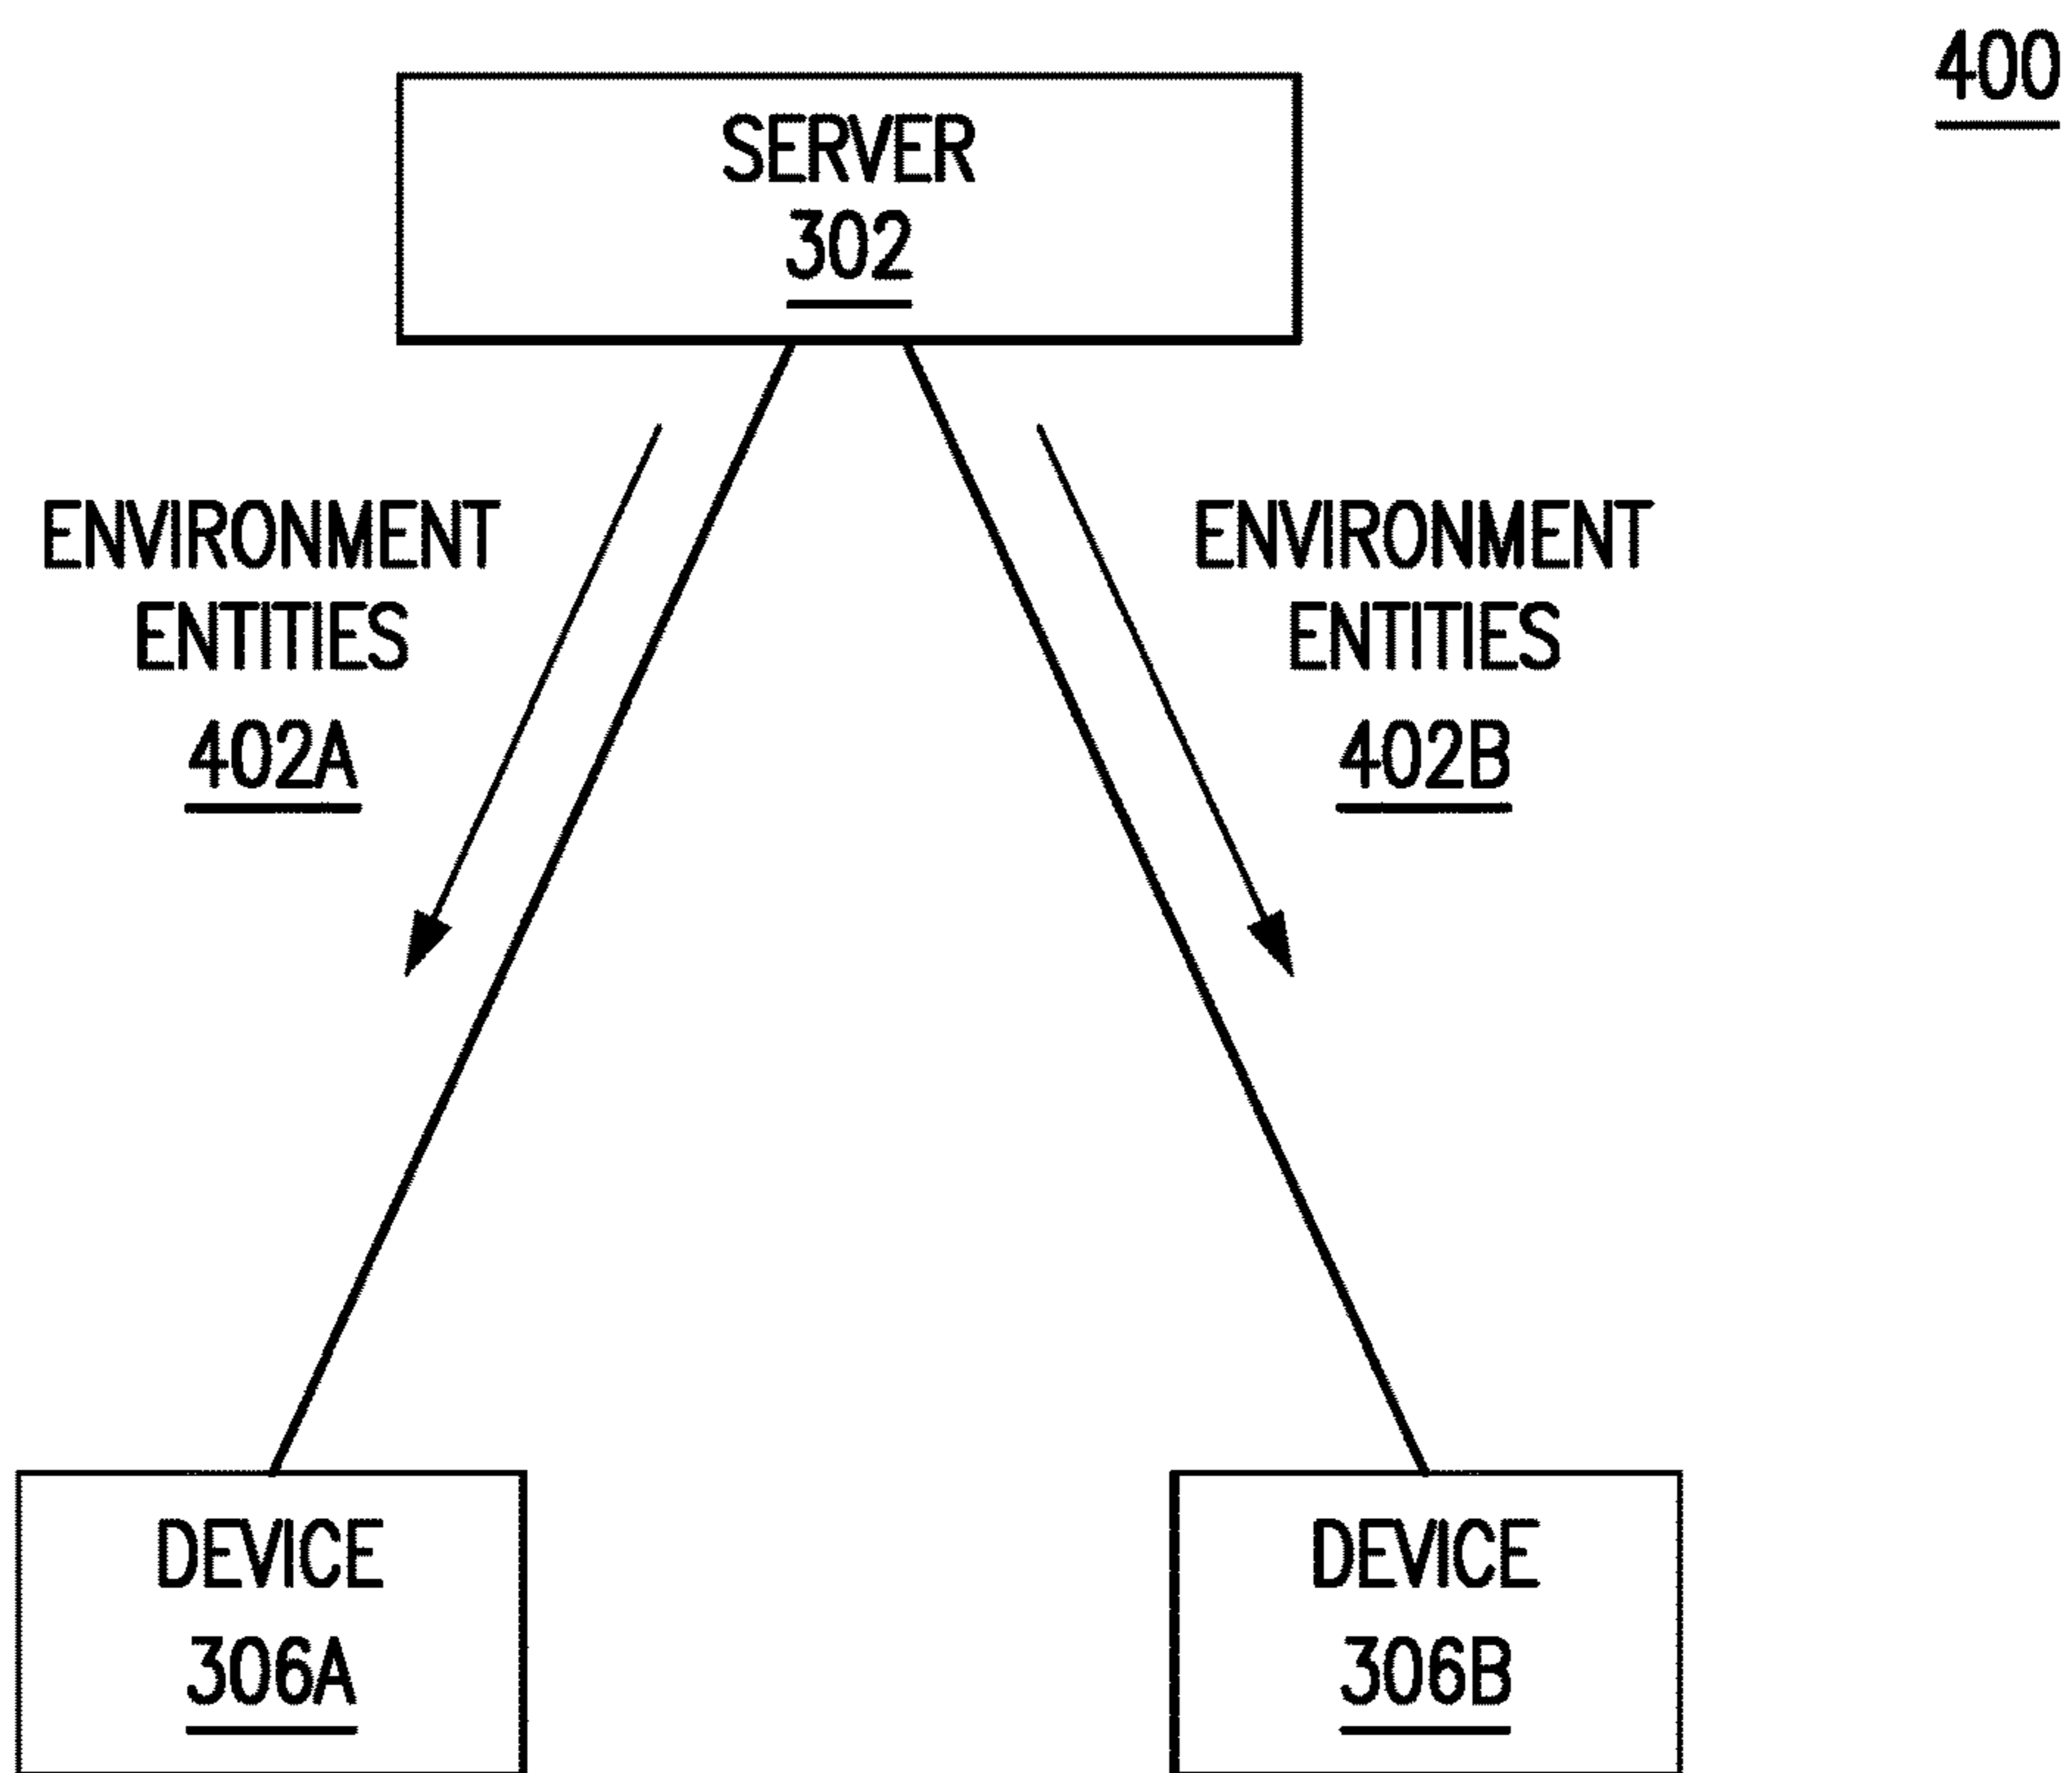 400
SERVER
302
ENVIRONMENT
ENTITIES
402A
ENVIRONMENT
ENTITIES
402B
DEVICE
306A
DEVICE
306B